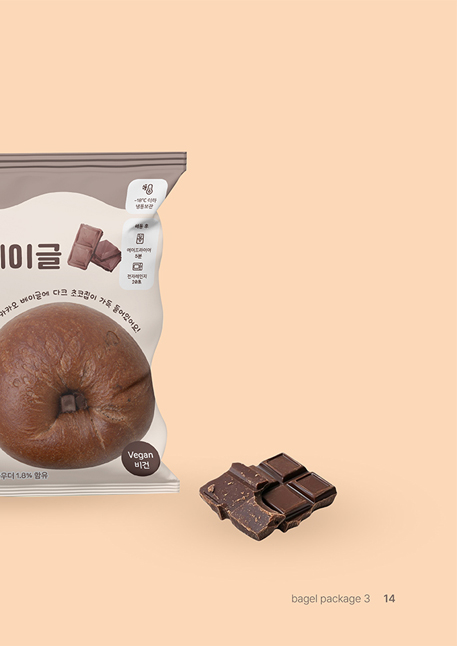 베이글
-18℃ 이하
냉동보관
해동 후
에어프라이어
5분
전자레인지
20초
카카오 베이글에 다크 초코칩이 가득 들어있어요!
Vegan
비건
우더 1.8% 함유
bagel package 3 14